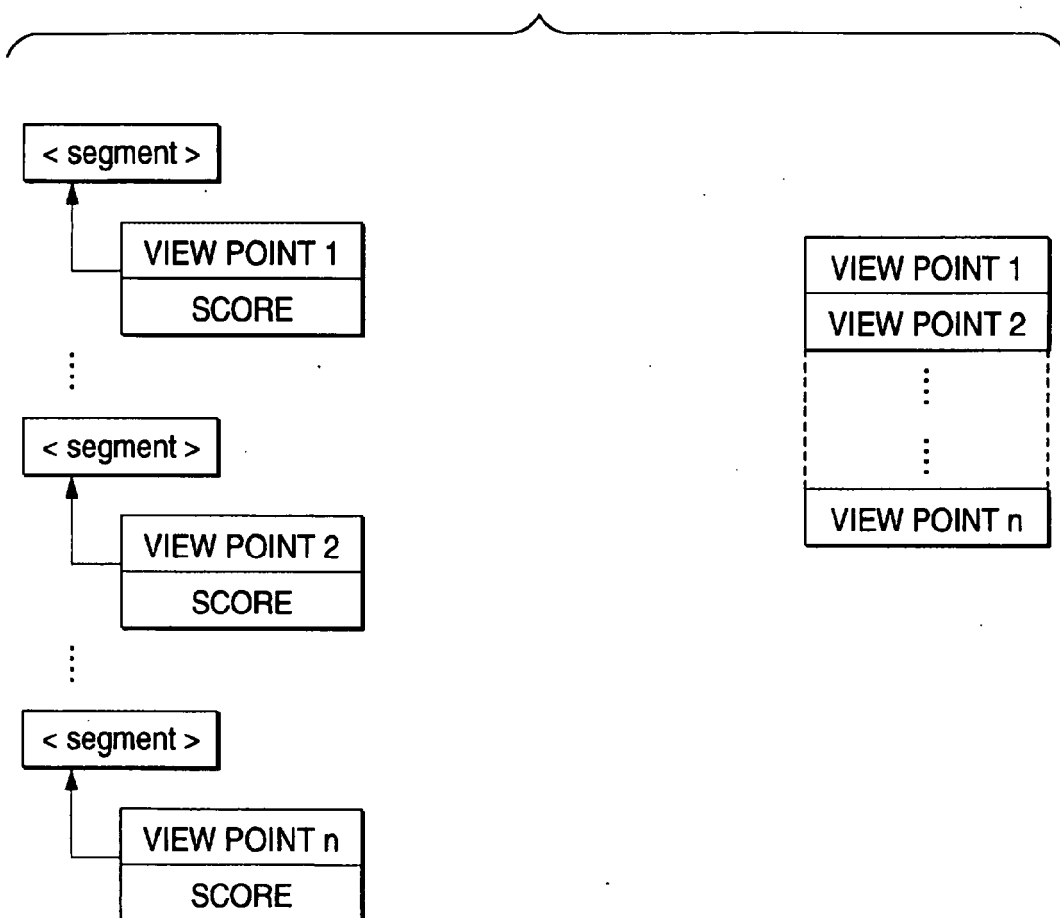 < segment >
VIEW POINT 1
SCORE
< segment >
VIEW POINT 2
SCORE
< segment >
VIEW POINT n
SCORE
VIEW POINT 1
VIEW POINT 2
VIEW POINT n